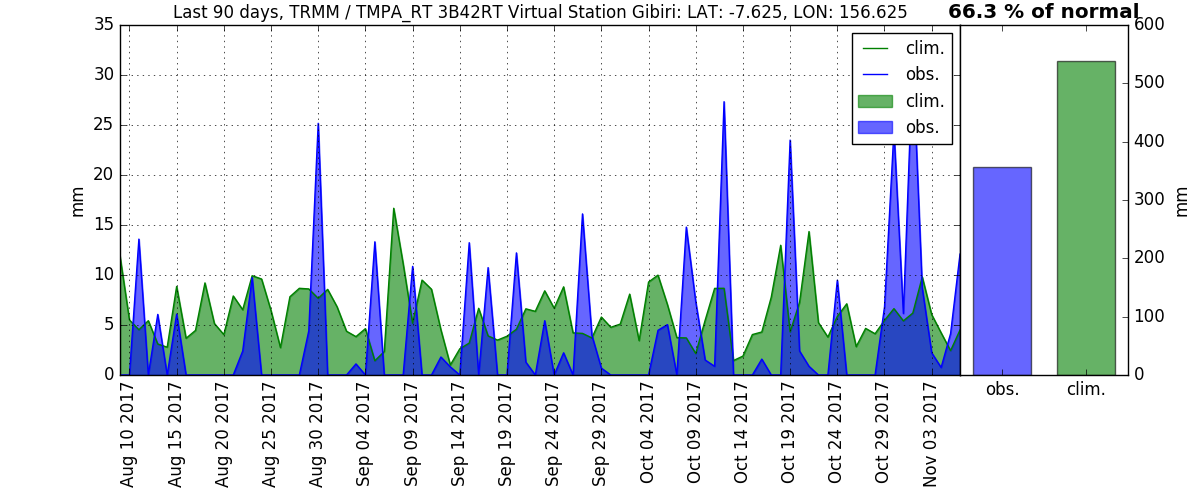 Last 90 days, TRMM / TMPA_RT 3B42RT Virtual Station Gibiri: LAT: -7.625, LON: 156.625
66.3 % of normal
35
30
25
20
15
10
5
0
mm
clim.
obs.
clim.
obs.
600
500
400
300
200
100
0
mm
Aug 10 2017
Aug 15 2017
Aug 20 2017
Aug 25 2017
Aug 30 2017
Sep 04 2017
Sep 09 2017
Sep 14 2017
Sep 19 2017
Sep 24 2017
Sep 29 2017
Oct 04 2017
Oct 09 2017
Oct 14 2017
Oct 19 2017
Oct 24 2017
Oct 29 2017
Nov 03 2017
obs.
clim.